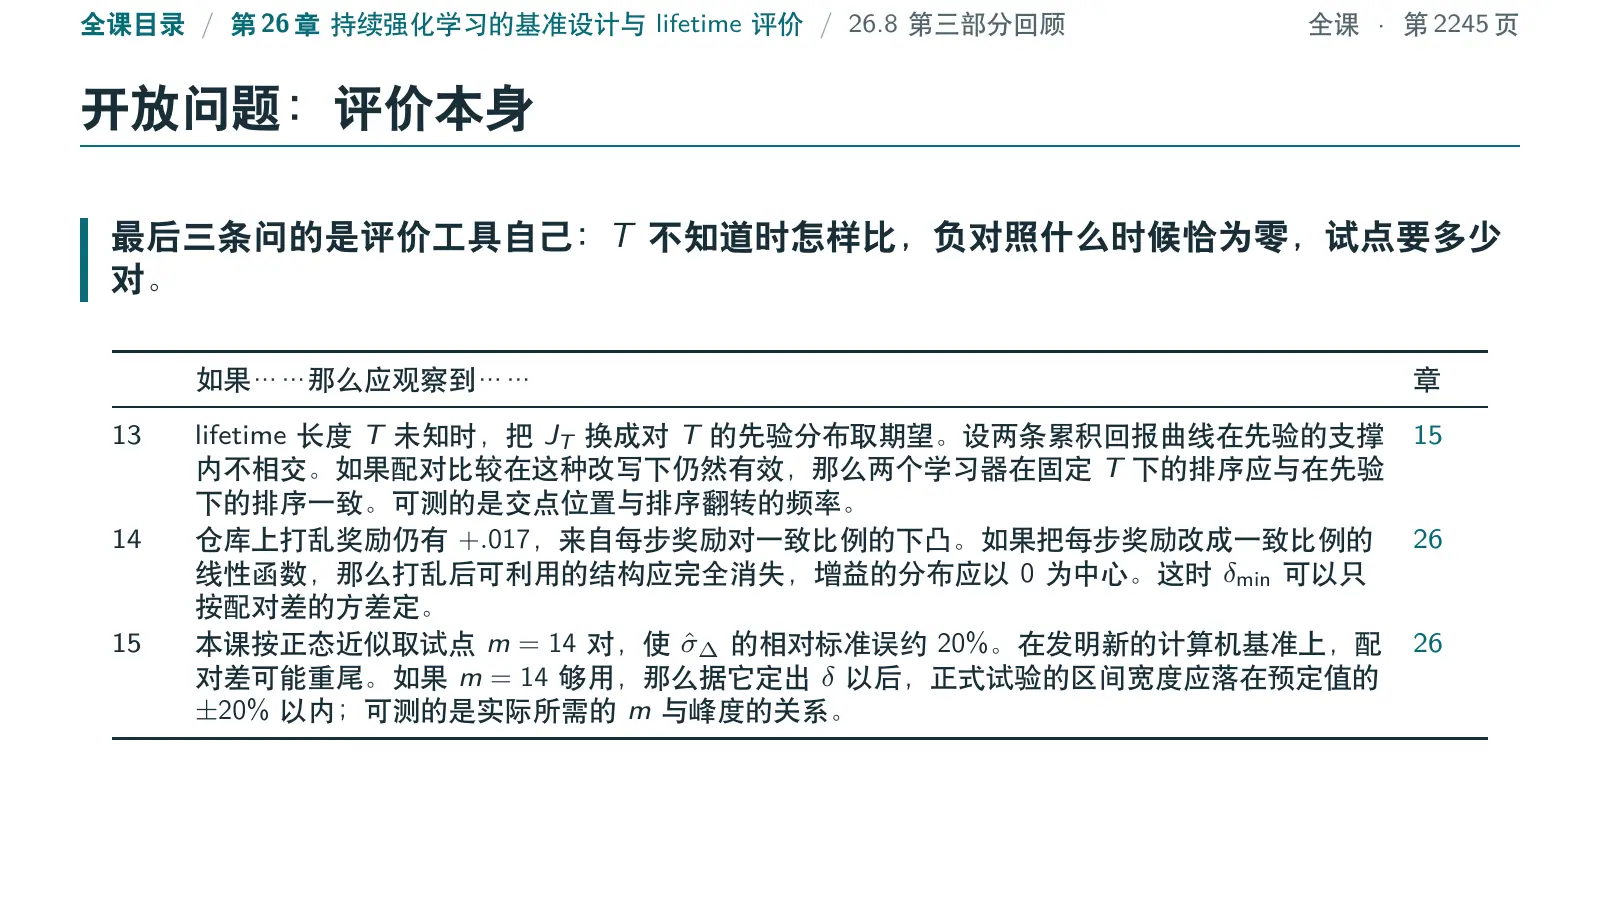 全课目录 / 第 26 章 持续强化学习的基准设计与 lifetime 评价 / 26.8 第三部分回顾 全课 · 第 2245 页
开放问题：评价本身
最后三条问的是评价工具自己：T 不知道时怎样比，负对照什么时候恰为零，试点要多少
对。
如果……那么应观察到…… 章
13 lifetime 长度 T 未知时，把 J_T 换成对 T 的先验分布取期望。设两条累积回报曲线在先验的支撑 15
内不相交。如果配对比较在这种改写下仍然有效，那么两个学习器在固定 T 下的排序应与在先验
下的排序一致。可测的是交点位置与排序翻转的频率。
14 仓库上打乱奖励仍有 +.017，来自每步奖励对一致比例的下凸。如果把每步奖励改成一致比例的 26
线性函数，那么打乱后可利用的结构应完全消失，增益的分布应以 0 为中心。这时 δ_min 可以只
按配对差的方差定。
15 本课按正态近似取试点 m = 14 对，使 σ̂_Δ 的相对标准误约 20%。在发明新的计算机基准上，配 26
对差可能重尾。如果 m = 14 够用，那么据它定出 δ 以后，正式试验的区间宽度应落在预定值的
±20% 以内；可测的是实际所需的 m 与峰度的关系。